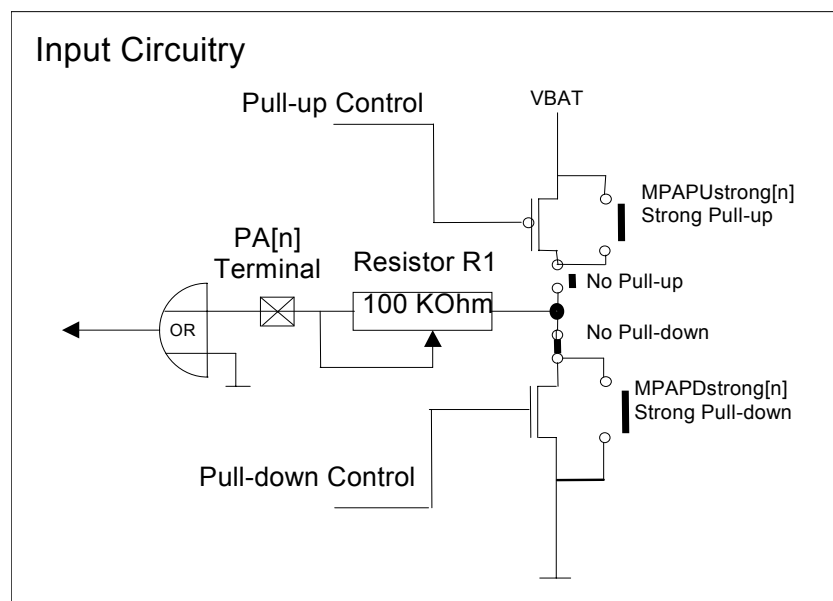 Input Circuitry
Pull-up Control
VBAT
MPAPUstrong[n]
Strong Pull-up
PA[n]
Terminal
Resistor R1
No Pull-up
100 KOhm
OR
No Pull-down
MPAPDstrong[n]
Strong Pull-down
Pull-down Control